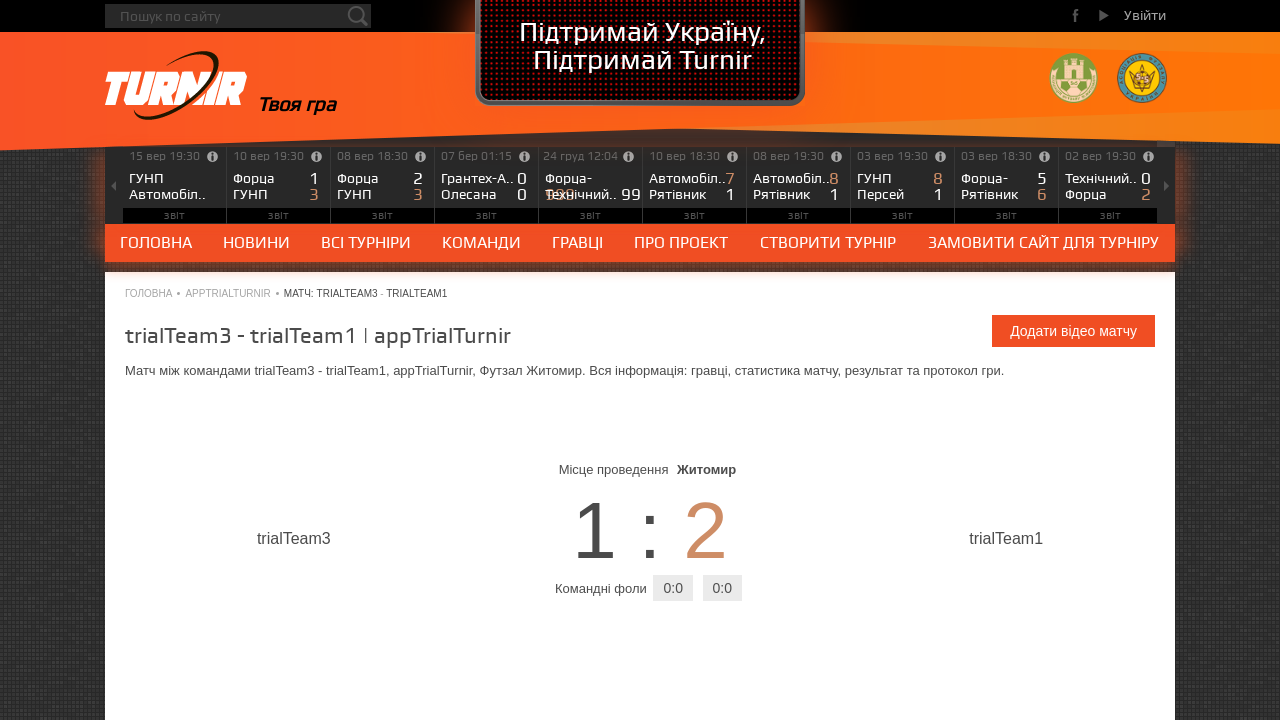 Пошук по сайту
Увійти
Підтримай Україну,
Підтримай Turnir
TURNIR
Твоя гра
15 вер 19:30
ГУНП
Автомобіл..
звіт
10 вер 19:30
Форца 1
ГУНП 3
звіт
08 вер 18:30
Форца 2
ГУНП 3
звіт
07 бер 01:15
Грантех-А.. 0
Олесана 0
звіт
24 груд 12:04
Форца- 999
Технічний.. 99
звіт
10 вер 18:30
Автомобіл.. 7
Рятівник 1
звіт
08 вер 19:30
Автомобіл.. 8
Рятівник 1
звіт
03 вер 19:30
ГУНП 8
Персей 1
звіт
03 вер 18:30
Форца- 5
Рятівник 6
звіт
02 вер 19:30
Технічний.. 0
Форца 2
звіт
ГОЛОВНА НОВИНИ ВСІ ТУРНІРИ КОМАНДИ ГРАВЦІ ПРО ПРОЕКТ СТВОРИТИ ТУРНІР ЗАМОВИТИ САЙТ ДЛЯ ТУРНІРУ
ГОЛОВНА • APPTRIALTURNIR • МАТЧ: TRIALTEAM3 - TRIALTEAM1
trialTeam3 - trialTeam1 | appTrialTurnir
Додати відео матчу
Матч між командами trialTeam3 - trialTeam1, appTrialTurnir, Футзал Житомир. Вся інформація: гравці, статистика матчу, результат та протокол гри.
Місце проведення Житомир
trialTeam3 1 : 2 trialTeam1
Командні фоли 0:0 0:0